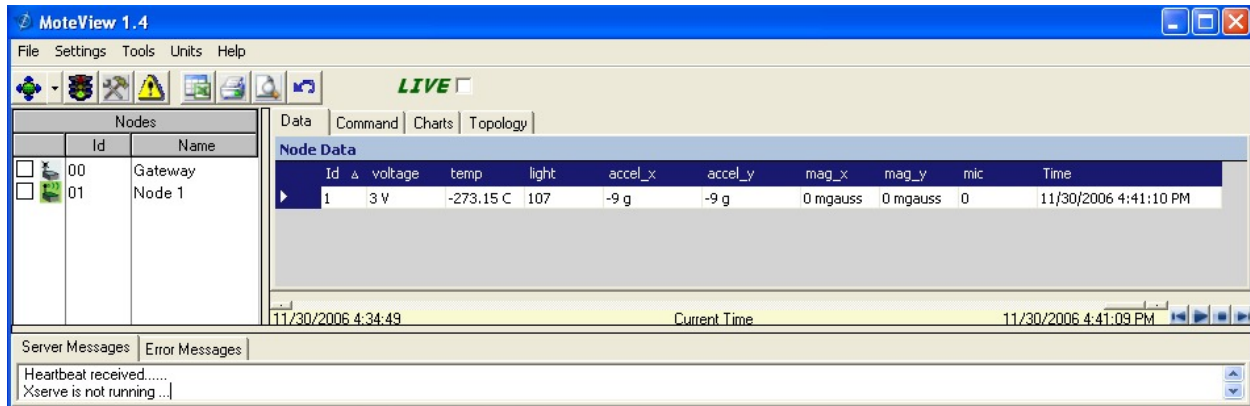 MoteView 1.4
File Settings Tools Units Help
LIVE
Nodes
Id Name
00 Gateway
01 Node 1
Data Command Charts Topology
Node Data
Id voltage temp light accel_x accel_y mag_x mag_y mic Time
1 3 V -273.15 C 107 -9 g -9 g 0 mgauss 0 mgauss 0 11/30/2006 4:41:10 PM
11/30/2006 4:34:49 Current Time 11/30/2006 4:41:09 PM
Server Messages Error Messages
Heartbeat received......
Xserve is not running ...